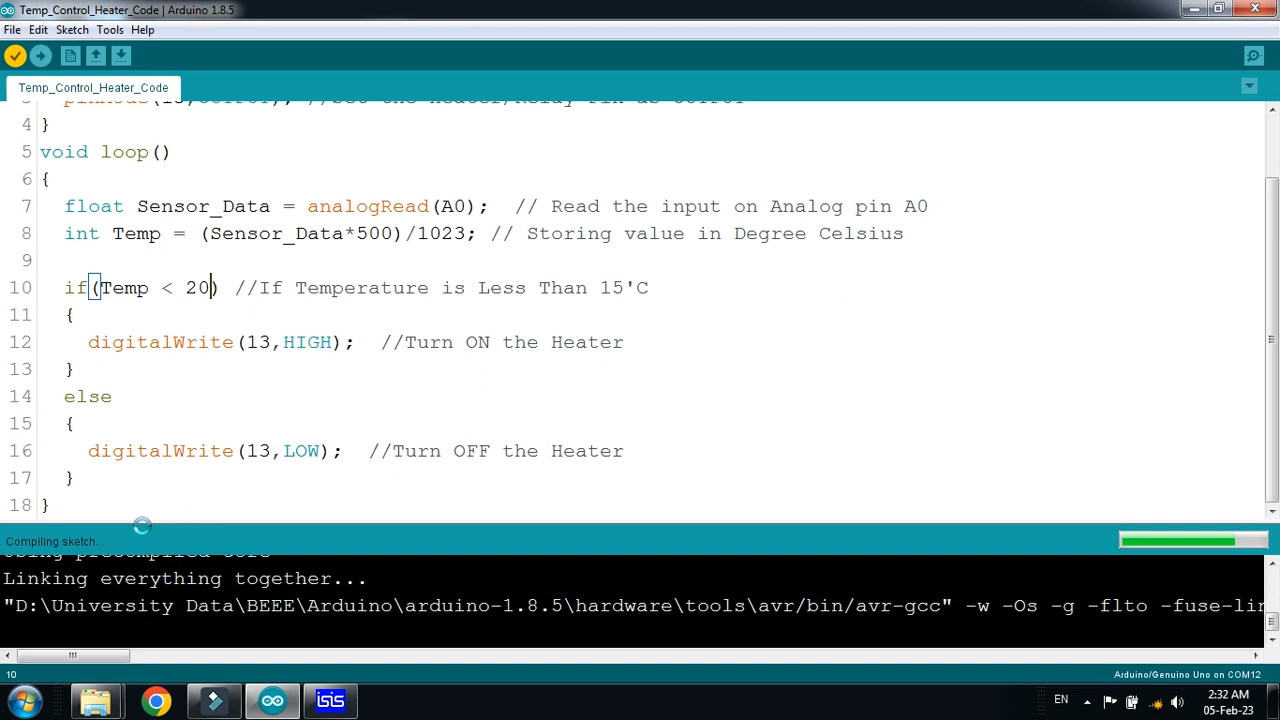 Temp_Control_Heater_Code | Arduino 1.8.5
File Edit Sketch Tools Help
Temp_Control_Heater_Code
4 }
5 void loop()
6 {
7 float Sensor_Data = analogRead(A0); // Read the input on Analog pin A0
8 int Temp = (Sensor_Data*500)/1023; // Storing value in Degree Celsius
9
10 if(Temp < 20) //If Temperature is Less Than 15'C
11 {
12 digitalWrite(13,HIGH); //Turn ON the Heater
13 }
14 else
15 {
16 digitalWrite(13,LOW); //Turn OFF the Heater
17 }
18 }
Compiling sketch...
Using precompiled core
Linking everything together...
"D:\University Data\BEEE\Arduino\arduino-1.8.5\hardware\tools\avr/bin/avr-gcc" -w -Os -g -flto -fuse-lin
10 Arduino/Genuino Uno on COM12
isis EN 2:32 AM
05-Feb-23